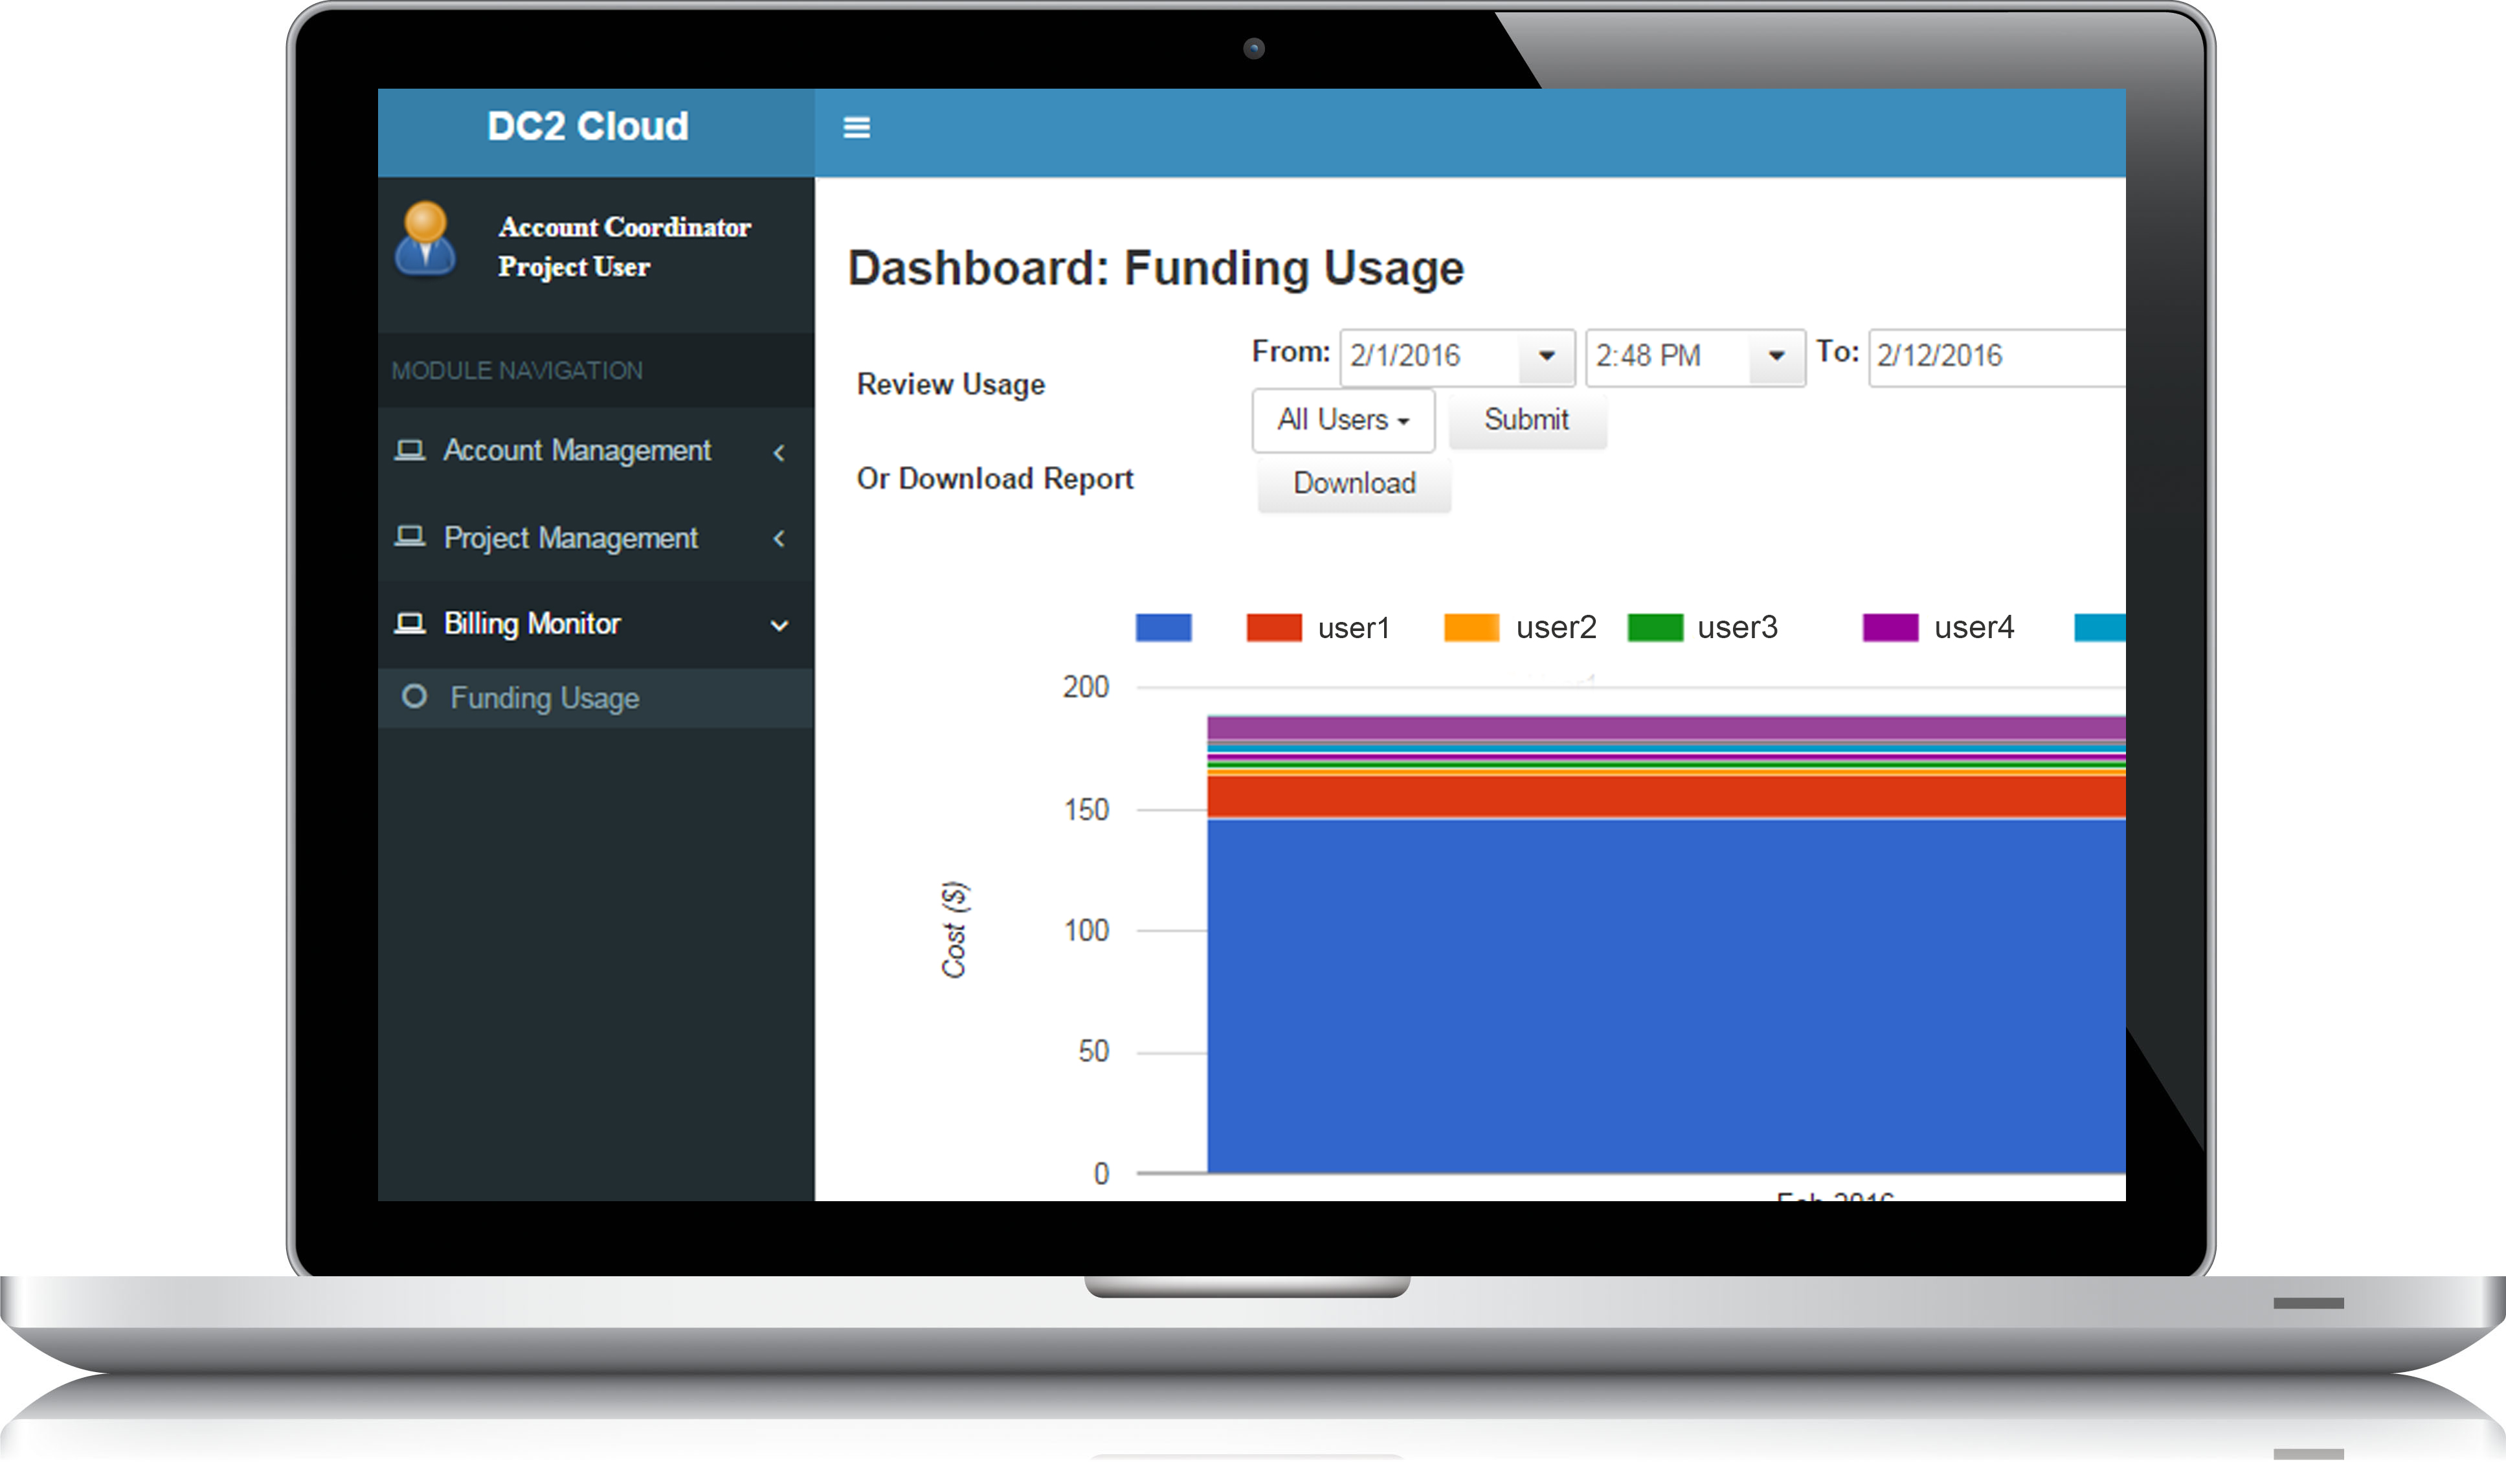 DC2 Cloud
Account Coordinator
Project User
MODULE NAVIGATION
Account Management
Project Management
Billing Monitor
Funding Usage
Dashboard: Funding Usage
Review Usage
From: 2/1/2016 2:48 PM To: 2/12/2016
All Users Submit
Or Download Report Download
user1 user2 user3 user4
200
150
100
50
0
Cost ($)
Feb 2016